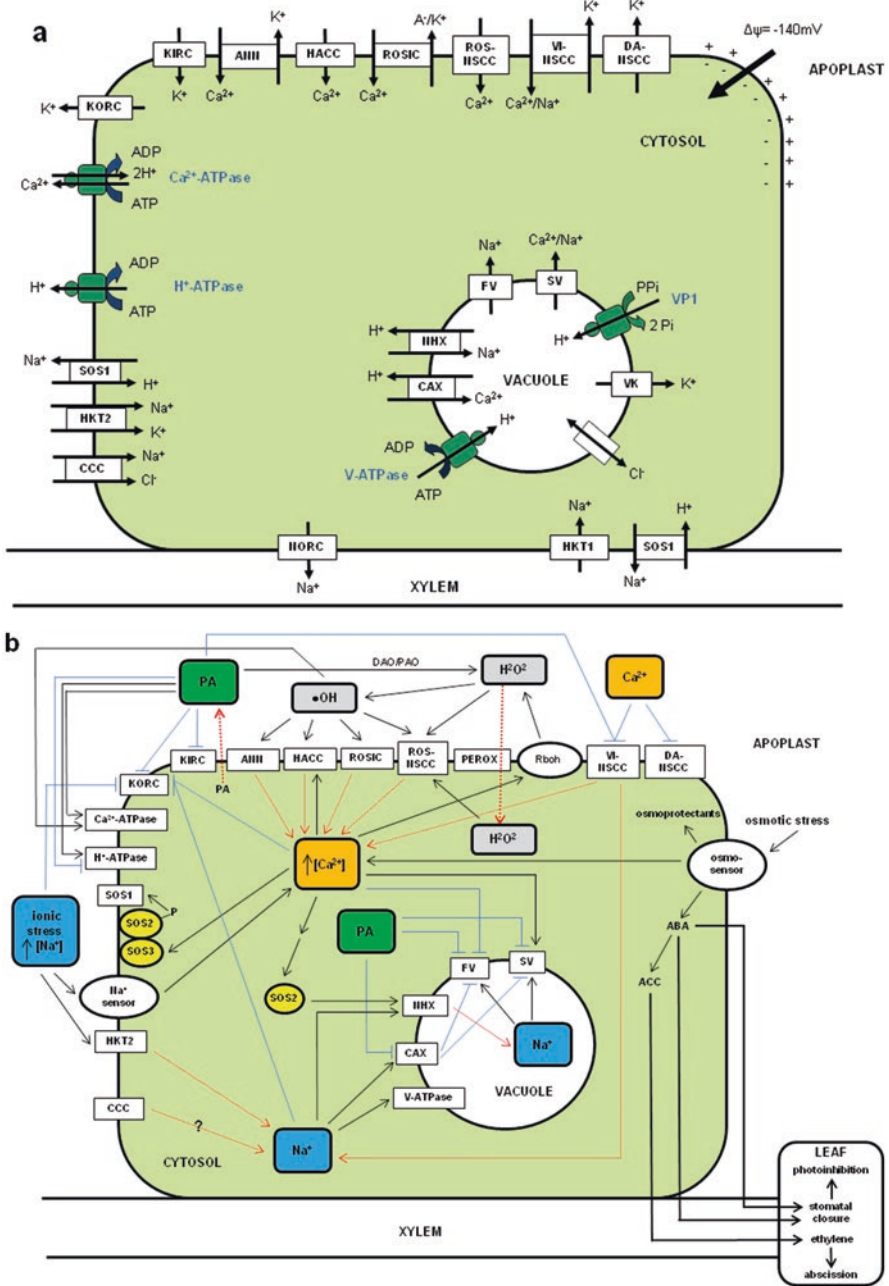 a
K⁺
A⁻/K⁺
K⁺
K⁺
Δψ= -140mV
KIRC
ANN
HACC
ROSIC
ROS-
NSCC
VI-
NSCC
DA-
NSCC
APOPLAST
K⁺
Ca²⁺
Ca²⁺
Ca²⁺
Ca²⁺
Ca²⁺/Na⁺
K⁺
KORC
CYTOSOL
ADP
2H⁺
Ca²⁺
Ca²⁺-ATPase
ATP
ADP
H⁺
H⁺-ATPase
ATP
Na⁺
Ca²⁺/Na⁺
FV
SV
PPi
VP1
2 Pi
H⁺
H⁺
NHX
Na⁺
H⁺
CAX
Ca²⁺
VACUOLE
VK
K⁺
Na⁺
SOS1
H⁺
HKT2
Na⁺
K⁺
CCC
Na⁺
Cl⁻
H⁺
ADP
V-ATPase
ATP
Cl⁻
Na⁺
H⁺
NORC
HKT1
SOS1
Na⁺
Na⁺
XYLEM
b
PA
DAO/PAO
H²O²
●OH
Ca²⁺
APOPLAST
KIRC
ANN
HACC
ROSIC
ROS-
NSCC
PEROX
Rboh
VI-
NSCC
DA-
NSCC
KORC
PA
Ca²⁺-ATPase
H²O²
osmoprotectants
osmotic stress
H⁺-ATPase
↑[Ca²⁺]
osmo-
sensor
SOS1
P
SOS2
SOS3
ionic
stress
↑[Na⁺]
PA
ABA
FV
SV
ACC
Na⁺
sensor
SOS2
NHX
HKT2
CAX
Na⁺
V-ATPase
VACUOLE
CCC
?
Na⁺
CYTOSOL
LEAF
photoinhibition
stomatal
closure
ethylene
abscission
XYLEM